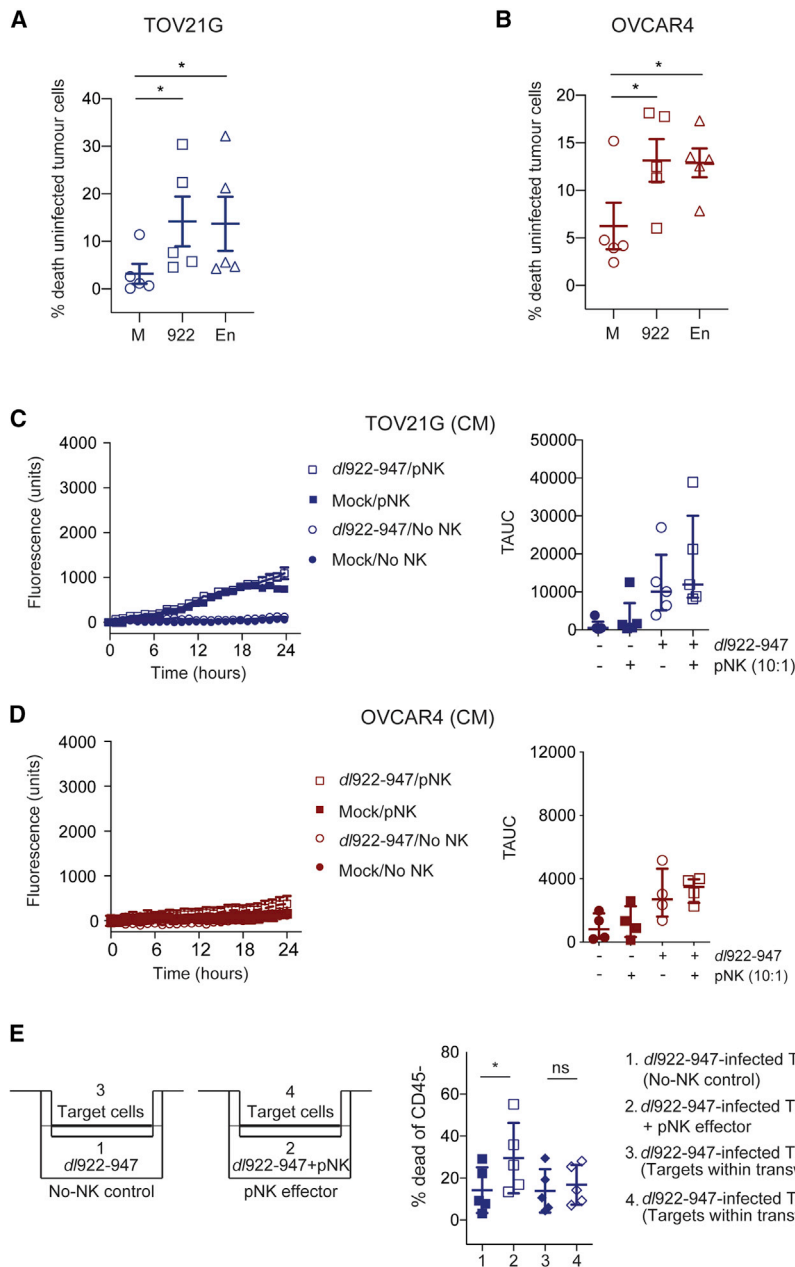 A
TOV21G
% death uninfected tumour cells
40
30
20
10
0
*
*
M 922 En
B
OVCAR4
% death uninfected tumour cells
20
15
10
5
0
*
*
M 922 En
C
TOV21G (CM)
Fluorescence (units)
4000
3000
2000
1000
0
0 6 12 18 24
Time (hours)
dl922-947/pNK
Mock/pNK
dl922-947/No NK
Mock/No NK
TAUC
50000
40000
30000
20000
10000
0
- - + + dl922-947
- + - + pNK (10:1)
D
OVCAR4 (CM)
Fluorescence (units)
4000
3000
2000
1000
0
0 6 12 18 24
Time (hours)
dl922-947/pNK
Mock/pNK
dl922-947/No NK
Mock/No NK
TAUC
12000
8000
4000
0
- - + + dl922-947
- + - + pNK (10:1)
E
3
Target cells
1
dl922-947
No-NK control
4
Target cells
2
dl922-947+pNK
pNK effector
% dead of CD45-
80
60
40
20
0
*
ns
1 2 3 4
1. dl922-947-infected T
(No-NK control)
2. dl922-947-infected T
+ pNK effector
3. dl922-947-infected T
(Targets within transw
4. dl922-947-infected T
(Targets within transw